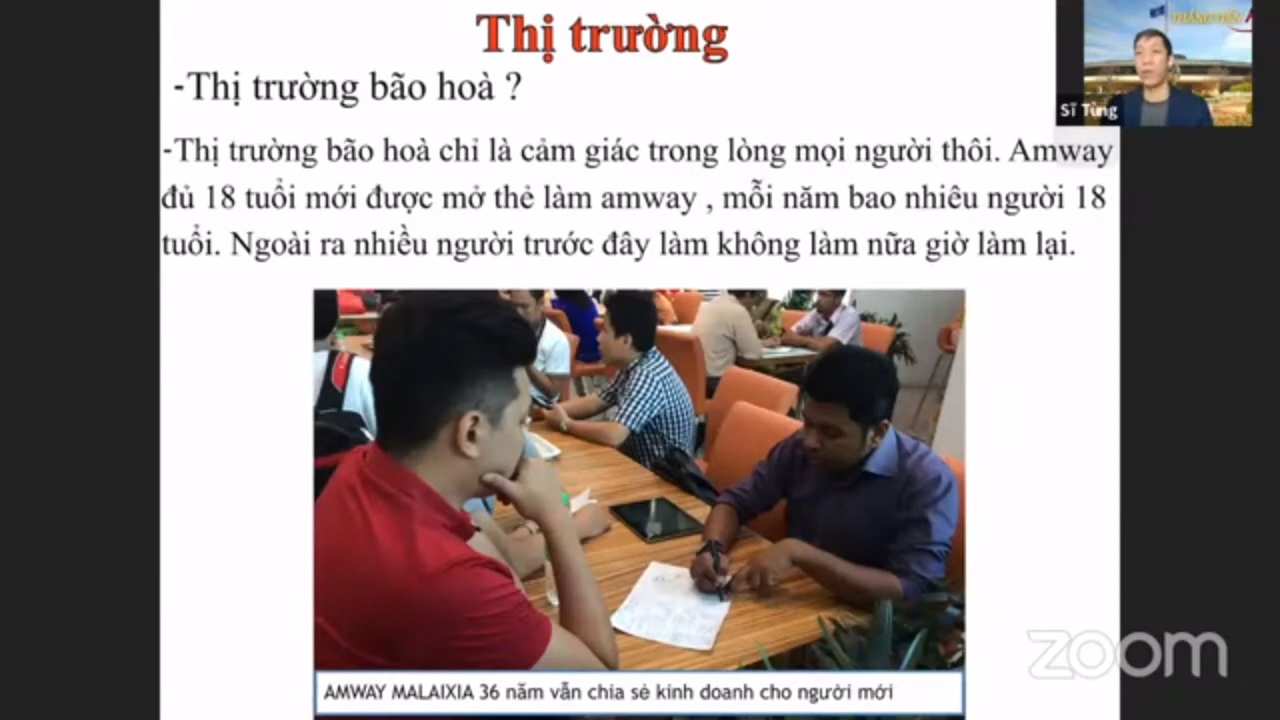 Thị trường
-Thị trường bão hoà ?
-Thị trường bão hoà chỉ là cảm giác trong lòng mọi người thôi. Amway
đủ 18 tuổi mới được mở thẻ làm amway , mỗi năm bao nhiêu người 18
tuổi. Ngoài ra nhiều người trước đây làm không làm nữa giờ làm lại.
Sĩ Tùng
AMWAY MALAIXIA 36 năm vẫn chia sẻ kinh doanh cho người mới
zoom